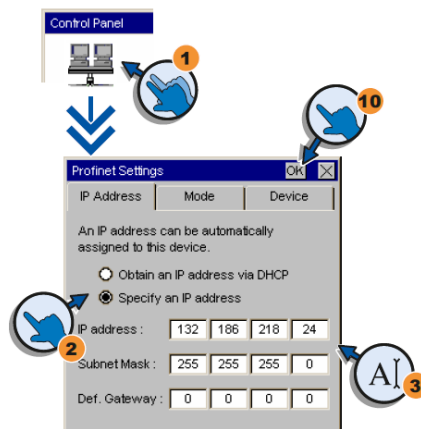 Control Panel
1
10
Profinet Settings OK
IP Address Mode Device
An IP address can be automatically
assigned to this device.
Obtain an IP address via DHCP
Specify an IP address
2
IP address : 132 186 218 24
Subnet Mask : 255 255 255 0
AI 3
Def. Gateway : 0 0 0 0